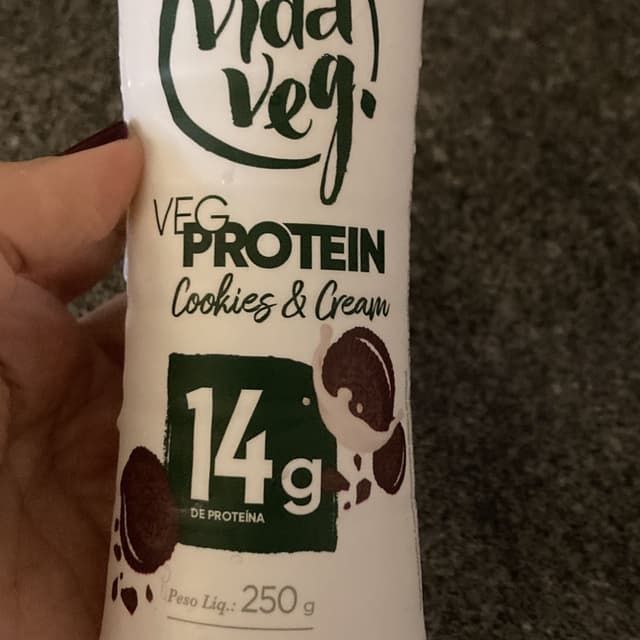 vida
veg.
VEG
PROTEIN
Cookies & Cream
14g
DE PROTEÍNA
Peso Líq.: 250 g